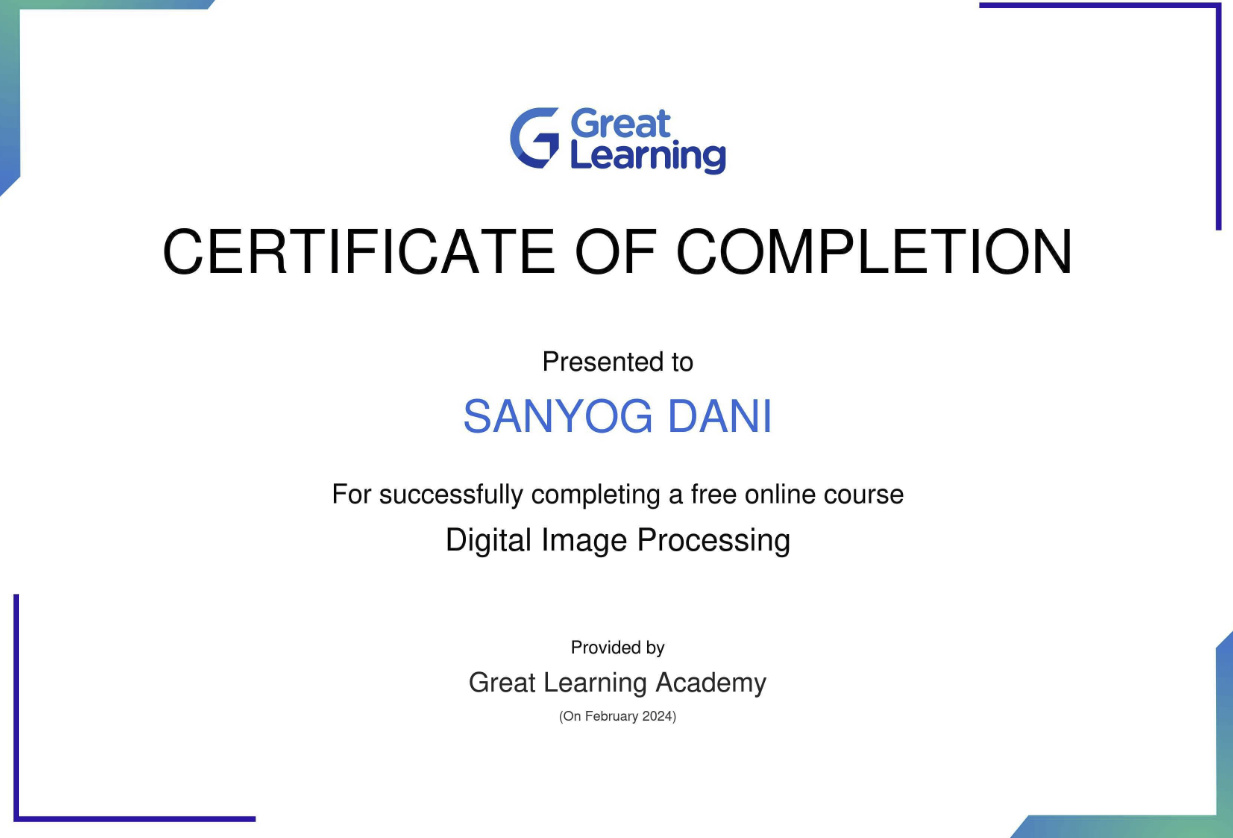 Great
Learning
CERTIFICATE OF COMPLETION
Presented to
SANYOG DANI
For successfully completing a free online course
Digital Image Processing
Provided by
Great Learning Academy
(On February 2024)